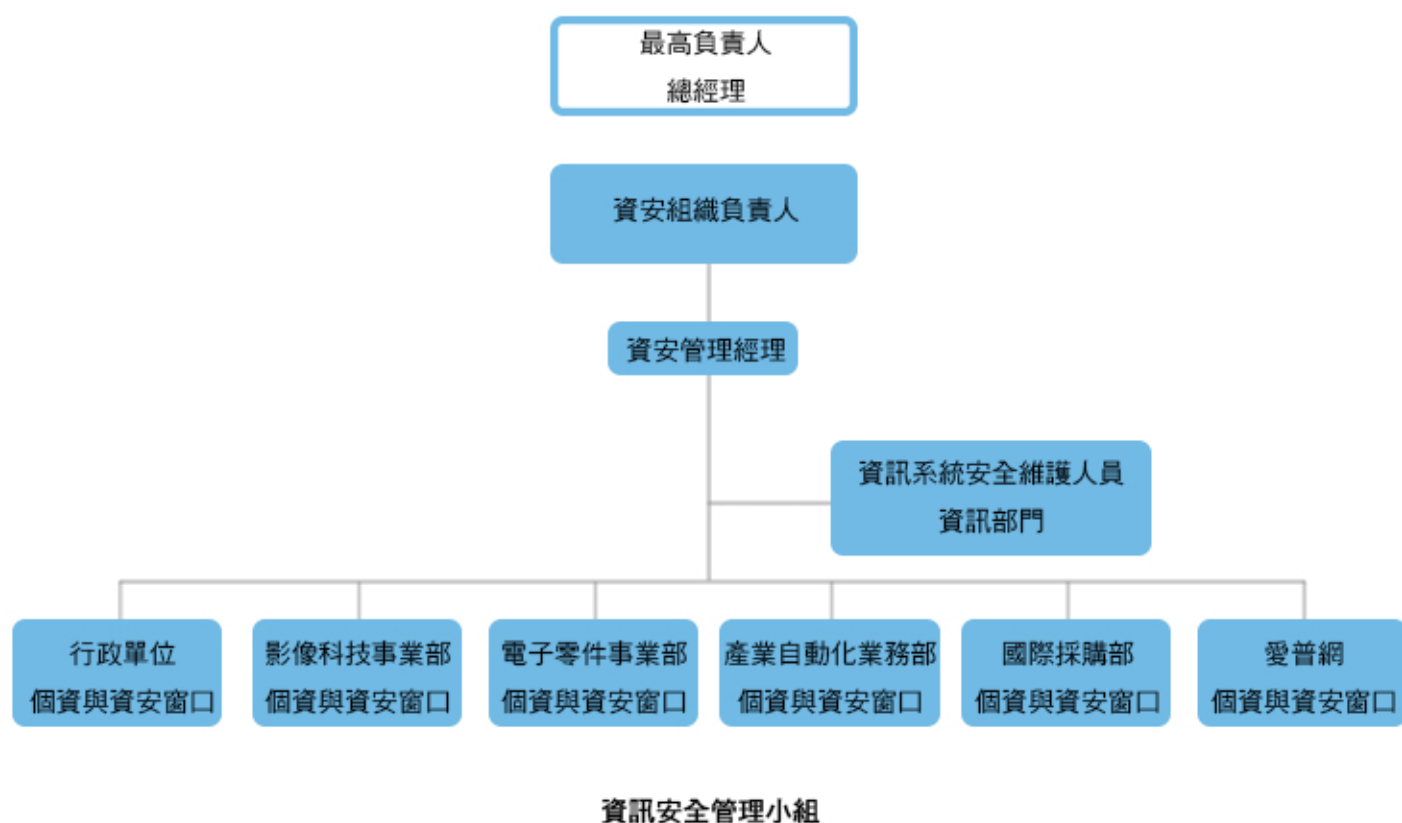 最高負責人
總經理
資安組織負責人
資安管理經理
資訊系統安全維護人員
資訊部門
行政單位
個資與資安窗口
影像科技事業部
個資與資安窗口
電子零件事業部
個資與資安窗口
產業自動化業務部
個資與資安窗口
國際採購部
個資與資安窗口
愛普網
個資與資安窗口
資訊安全管理小組